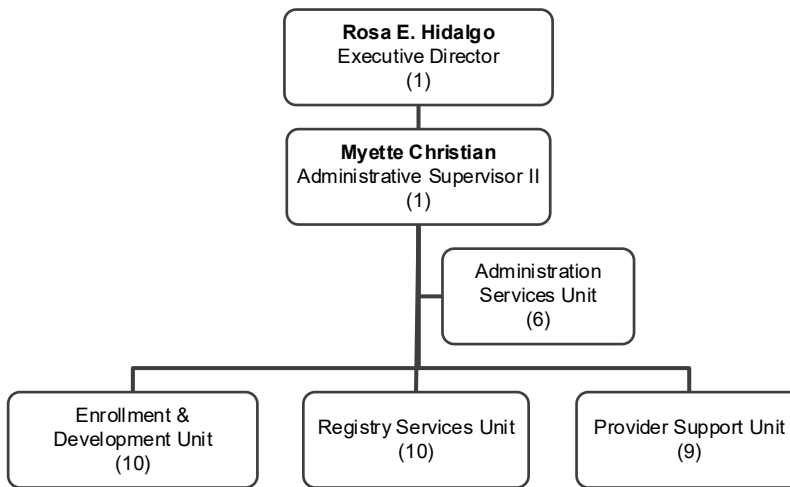 Rosa E. Hidalgo
Executive Director
(1)
Myette Christian
Administrative Supervisor II
(1)
Administration
Services Unit
(6)
Enrollment &
Development Unit
(10)
Registry Services Unit
(10)
Provider Support Unit
(9)